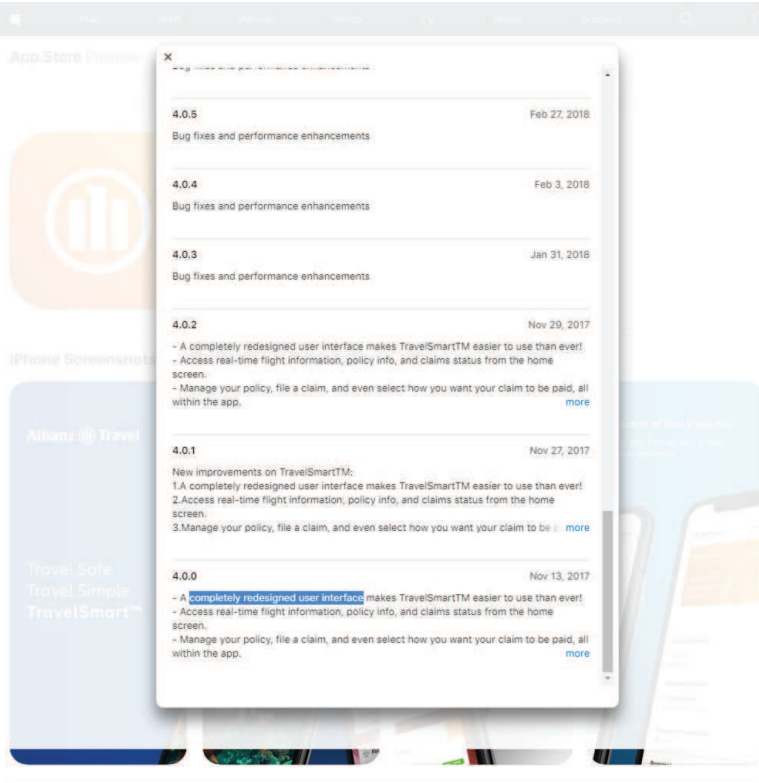 Mac
iPad
iPhone
Watch
TV
Music
Support
App Store Preview
Bug fixes and performance enhancements
4.0.5
Feb 27, 2018
Bug fixes and performance enhancements
4.0.4
Feb 3, 2018
Bug fixes and performance enhancements
4.0.3
Jan 31, 2018
Bug fixes and performance enhancements
4.0.2
Nov 29, 2017
- A completely redesigned user interface makes TravelSmartTM easier to use than ever!
- Access real-time flight information, policy info, and claims status from the home
screen.
- Manage your policy, file a claim, and even select how you want your claim to be paid, all
within the app.
more
iPhone Screenshots
Allianz Travel
4.0.1
Nov 27, 2017
New improvements on TravelSmartTM:
1.A completely redesigned user interface makes TravelSmartTM easier to use than ever!
2.Access real-time flight information, policy info, and claims status from the home
screen.
3.Manage your policy, file a claim, and even select how you want your claim to be
more
Travel Safe
Travel Simple
TravelSmart™
4.0.0
Nov 13, 2017
- A completely redesigned user interface makes TravelSmartTM easier to use than ever!
- Access real-time flight information, policy info, and claims status from the home
screen.
- Manage your policy, file a claim, and even select how you want your claim to be paid, all
within the app.
more